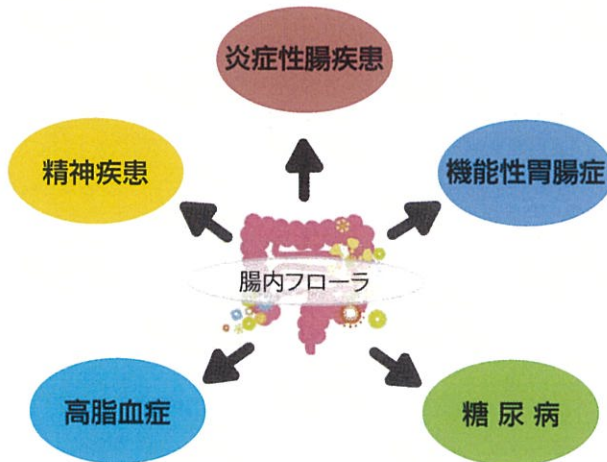 炎症性腸疾患
精神疾患
機能性胃腸症
腸内フローラ
高脂血症
糖尿病